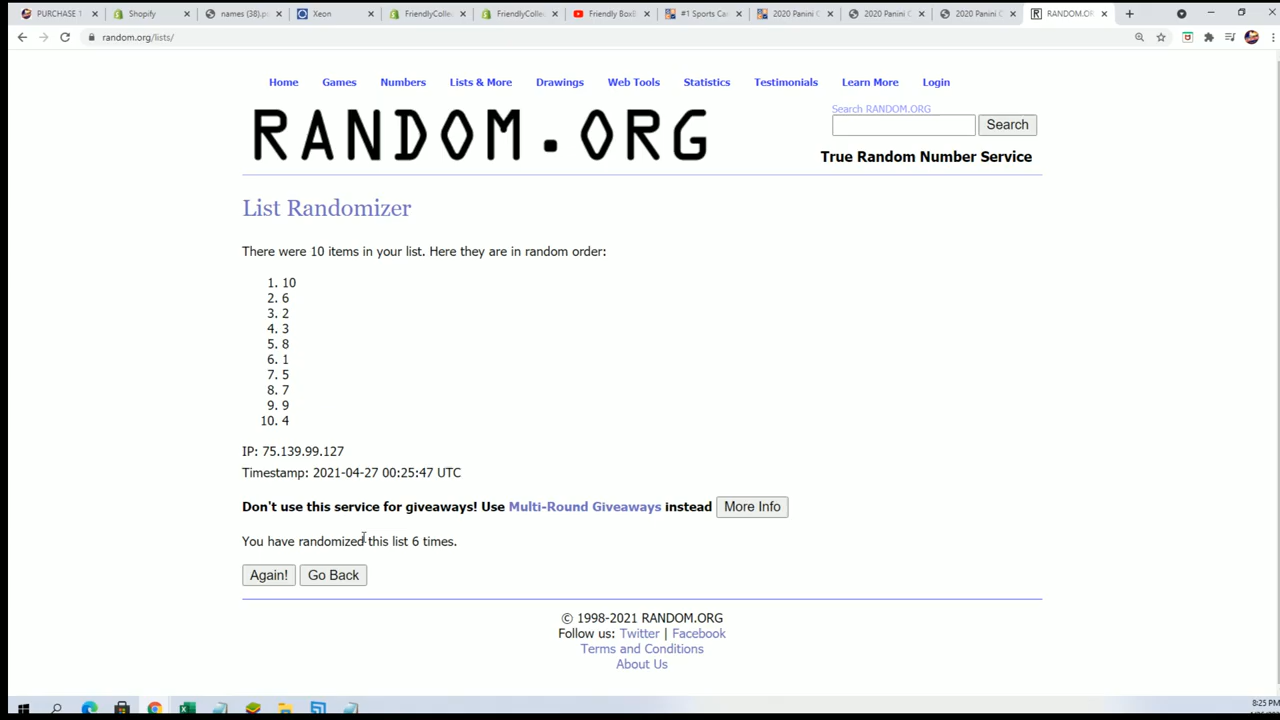 PURCHASE 1
Shopify
names (38).p
Xeon
FriendlyColle
FriendlyColle
Friendly BoxB
#1 Sports Ca
2020 Panini C
2020 Panini C
2020 Panini C
RANDOM.OR
random.org/lists/
Home Games Numbers Lists & More Drawings Web Tools Statistics Testimonials Learn More Login
RANDOM.ORG
Search RANDOM.ORG
Search
True Random Number Service
List Randomizer
There were 10 items in your list. Here they are in random order:
1. 10
2. 6
3. 2
4. 3
5. 8
6. 1
7. 5
8. 7
9. 9
10. 4
IP: 75.139.99.127
Timestamp: 2021-04-27 00:25:47 UTC
Don't use this service for giveaways! Use Multi-Round Giveaways instead More Info
You have randomized this list 6 times.
Again! Go Back
© 1998-2021 RANDOM.ORG
Follow us: Twitter | Facebook
Terms and Conditions
About Us
8:25 PM